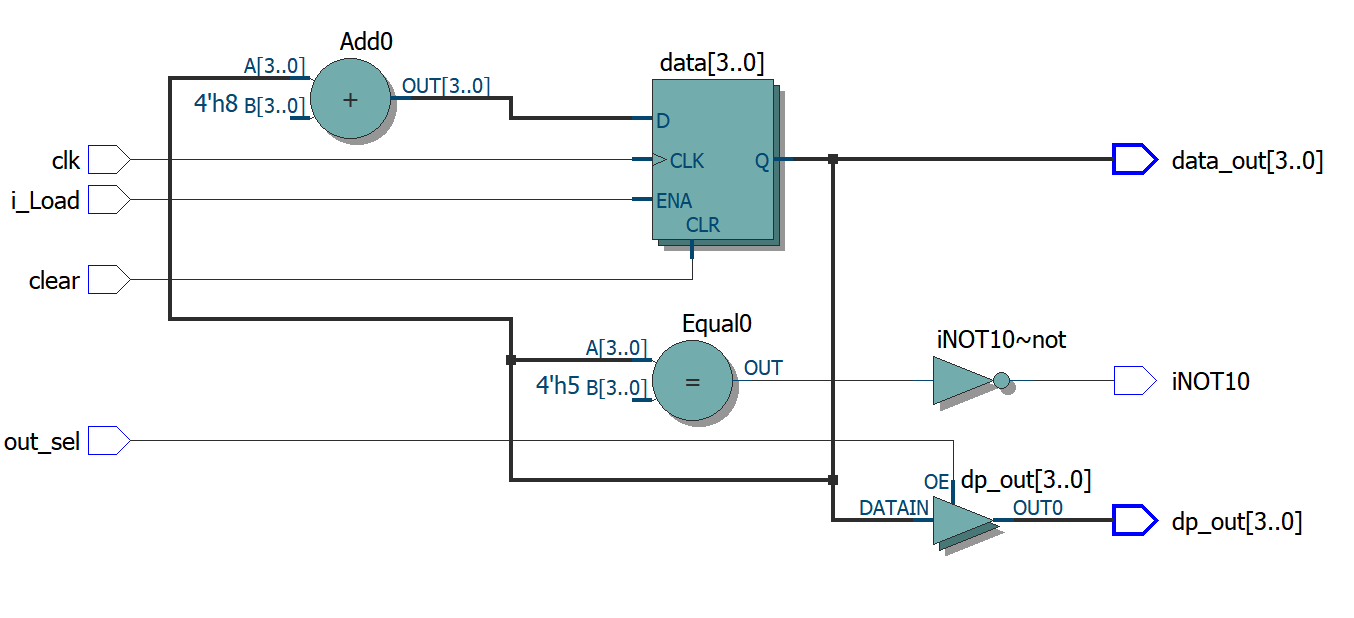 Add0
A[3..0]
4'h8 B[3..0]
+
OUT[3..0]
data[3..0]
D
CLK
Q
ENA
CLR
clk
i_Load
clear
data_out[3..0]
Equal0
A[3..0]
4'h5 B[3..0]
=
OUT
iNOT10~not
iNOT10
out_sel
OE
dp_out[3..0]
DATAIN
OUT0
dp_out[3..0]